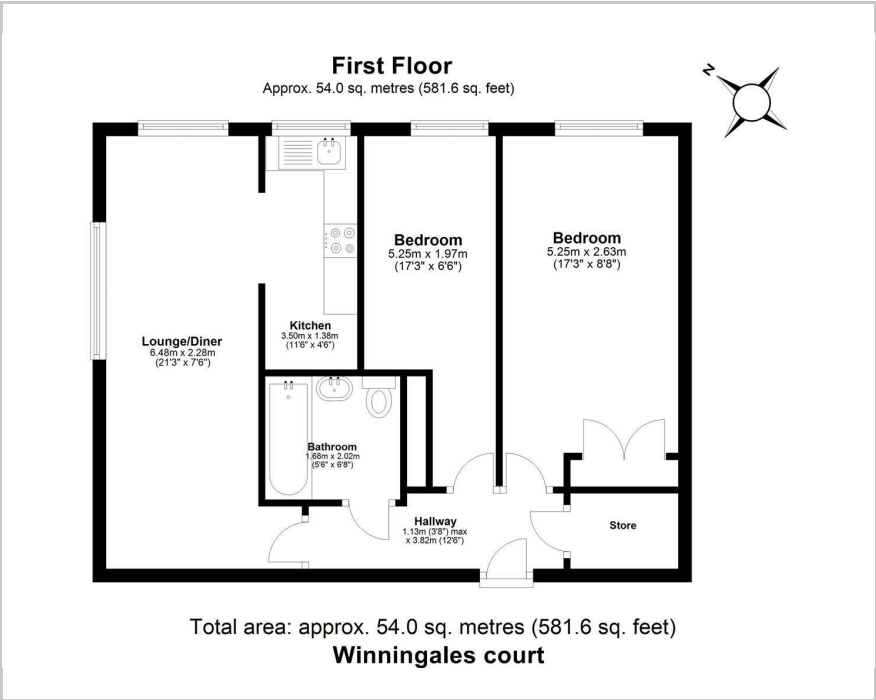 First Floor
Approx. 54.0 sq. metres (581.6 sq. feet)
N
Bedroom
5.25m x 1.97m
(17'3" x 6'6")
Bedroom
5.25m x 2.63m
(17'3" x 8'8")
Kitchen
3.50m x 1.38m
(11'6" x 4'6")
Lounge/Diner
6.48m x 2.28m
(21'3" x 7'6")
Bathroom
1.68m x 2.02m
(5'6" x 6'8")
Hallway
1.13m (3'8") max
x 3.82m (12'6")
Store
Total area: approx. 54.0 sq. metres (581.6 sq. feet)
Winningales court